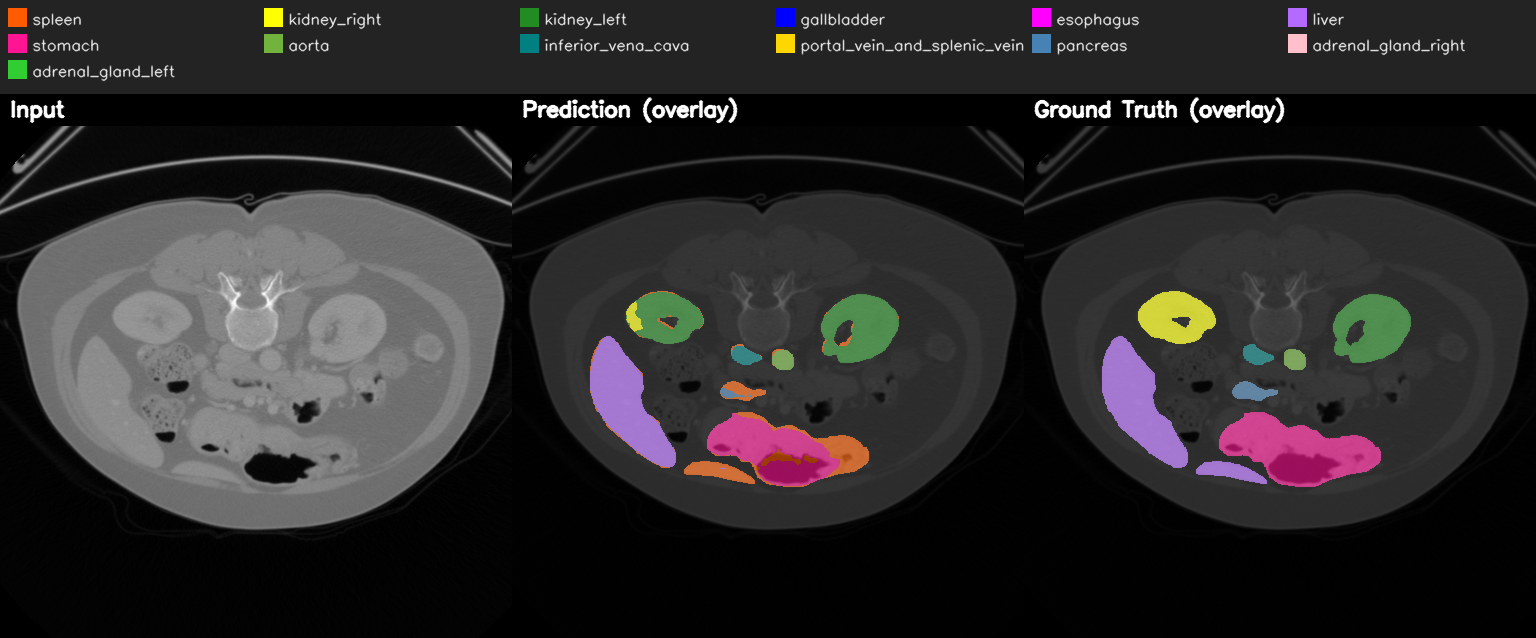 spleen kidney_right kidney_left gallbladder esophagus liver
stomach aorta inferior_vena_cava portal_vein_and_splenic_vein pancreas adrenal_gland_right
adrenal_gland_left
Input Prediction (overlay) Ground Truth (overlay)